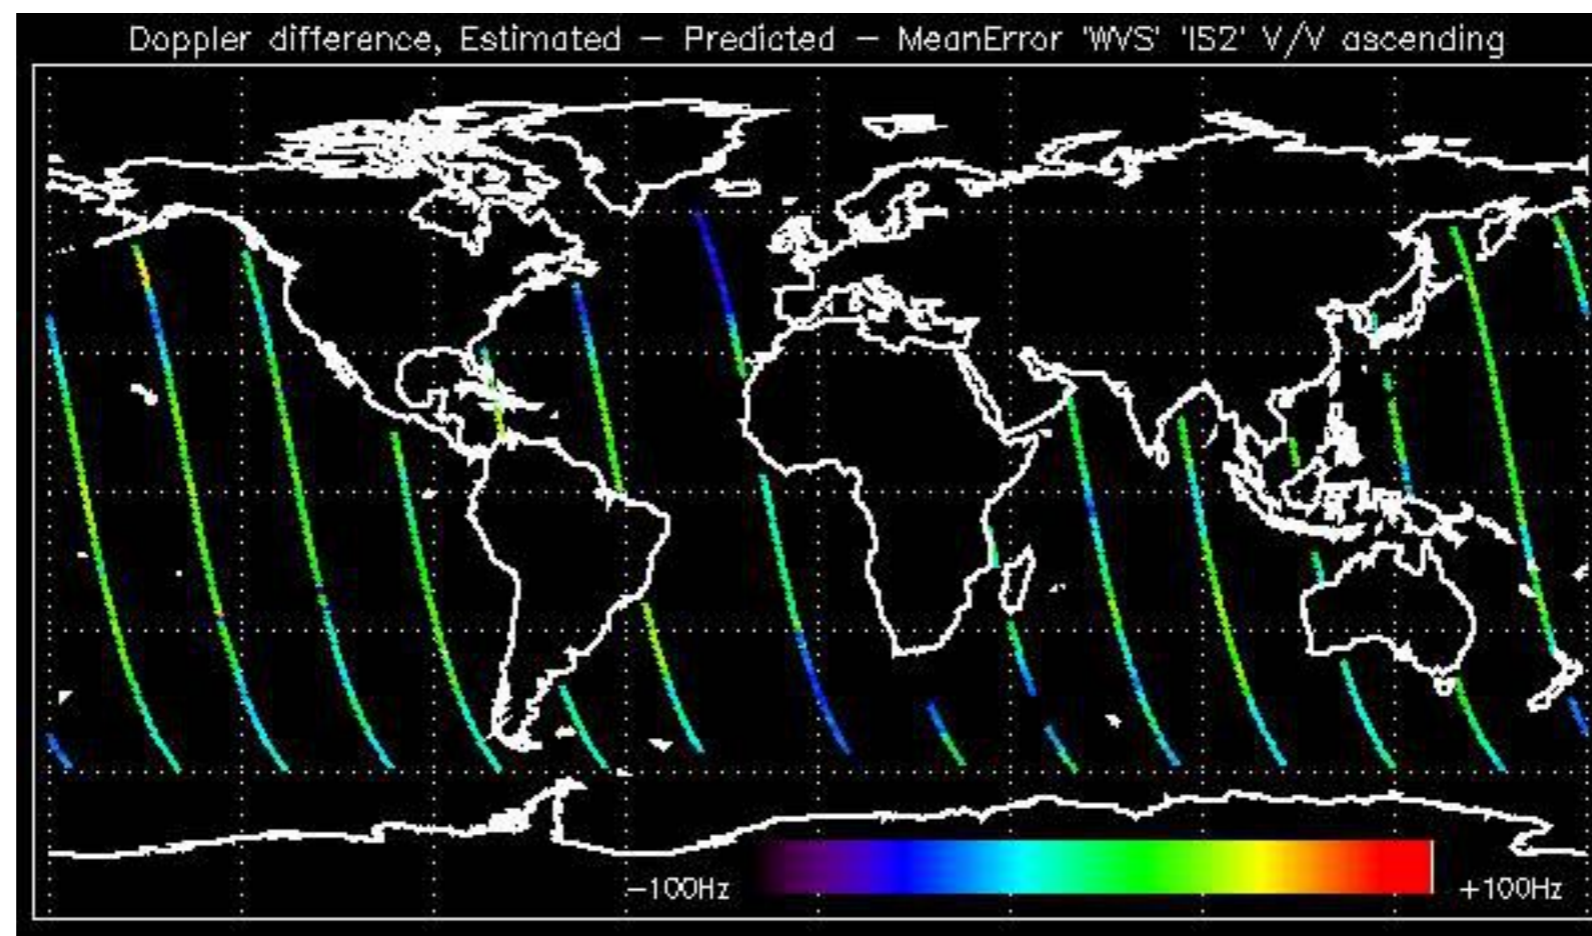 Doppler difference, Estimated – Predicted – MeanError 'WVS' 'IS2' V/V ascending
–100Hz
+100Hz